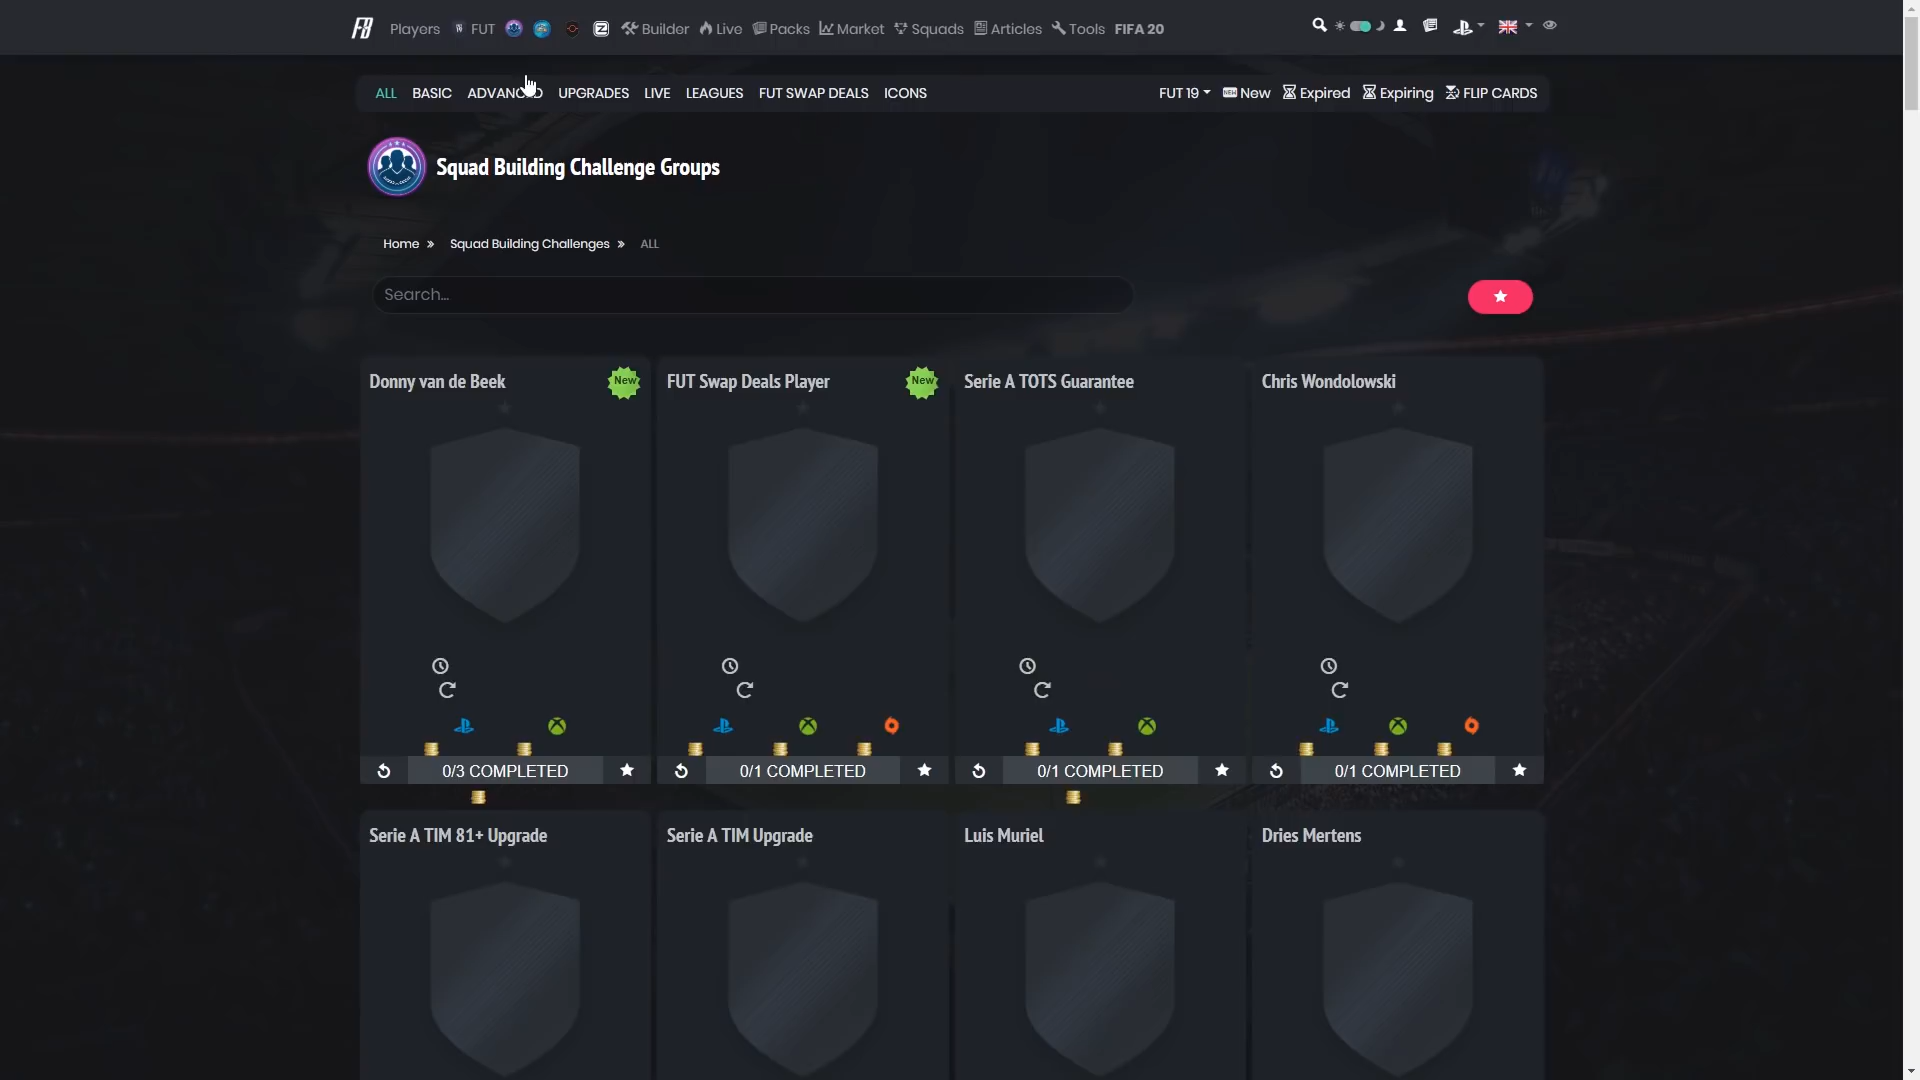 FB Players FUT Builder Live Packs Market Squads Articles Tools FIFA 20
ALL BASIC ADVANCED UPGRADES LIVE LEAGUES FUT SWAP DEALS ICONS FUT 19 NEW New Expired Expiring FLIP CARDS
Squad Building Challenge Groups
Home » Squad Building Challenges » ALL
Search...
Donny van de Beek New FUT Swap Deals Player New Serie A TOTS Guarantee Chris Wondolowski
0/3 COMPLETED 0/1 COMPLETED 0/1 COMPLETED 0/1 COMPLETED
Serie A TIM 81+ Upgrade Serie A TIM Upgrade Luis Muriel Dries Mertens